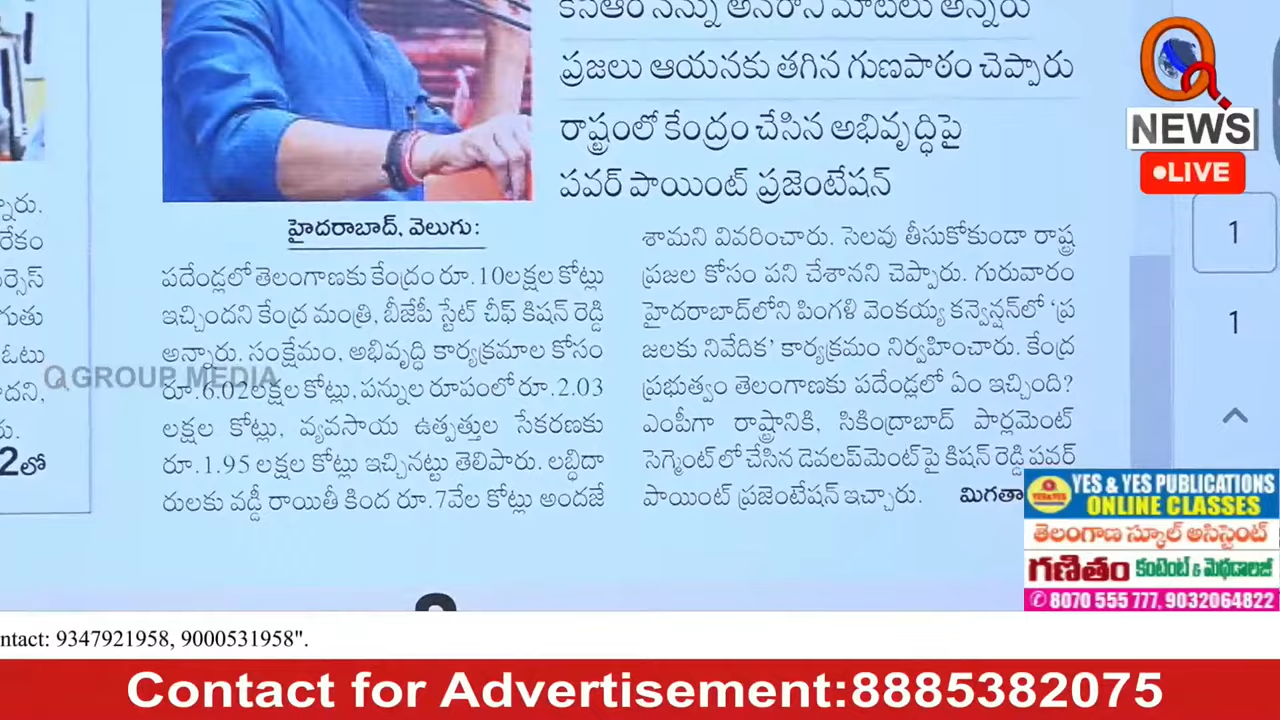 ప్రజలు ఆయనకు తగిన గుణపాఠం చెప్పారు
రాష్ట్రంలో కేంద్రం చేసిన అభివృద్ధిపై
పవర్ పాయింట్ ప్రజెంటేషన్
హైదరాబాద్, వెలుగు:
పదేండ్లలో తెలంగాణకు కేంద్రం రూ.10లక్షల కోట్లు
ఇచ్చిందని కేంద్ర మంత్రి, బీజేపీ స్టేట్ చీఫ్ కిషన్ రెడ్డి
అన్నారు. సంక్షేమం, అభివృద్ధి కార్యక్రమాల కోసం
రూ.6.02లక్షల కోట్లు, పన్నుల రూపంలో రూ.2.03
లక్షల కోట్లు, వ్యవసాయ ఉత్పత్తుల సేకరణకు
రూ.1.95 లక్షల కోట్లు ఇచ్చినట్టు తెలిపారు. లబ్ధిదా
రులకు వడ్డీ రాయితీ కింద రూ.7వేల కోట్లు అందజే
శామని వివరించారు. సెలవు తీసుకోకుండా రాష్ట్ర
ప్రజల కోసం పని చేశానని చెప్పారు. గురువారం
హైదరాబాద్‌లోని పింగళి వెంకయ్య కన్వెన్షన్‌లో 'ప్ర
జలకు నివేదిక' కార్యక్రమం నిర్వహించారు. కేంద్ర
ప్రభుత్వం తెలంగాణకు పదేండ్లలో ఏం ఇచ్చింది?
ఎంపీగా రాష్ట్రానికి, సికింద్రాబాద్ పార్లమెంట్
సెగ్మెంట్ లో చేసిన డెవలప్‌మెంట్‌పై కిషన్ రెడ్డి పవర్
పాయింట్ ప్రజెంటేషన్ ఇచ్చారు. మిగతా
ఓటు
2లో
Q GROUP MEDIA
Q
NEWS
LIVE
1
1
YES & YES PUBLICATIONS
ONLINE CLASSES
తెలంగాణ స్కూల్ అసిస్టెంట్
గణితం కంటెంట్ & మెథడాలజీ
8070 555 777, 9032064822
ntact: 9347921958, 9000531958".
Contact for Advertisement:8885382075